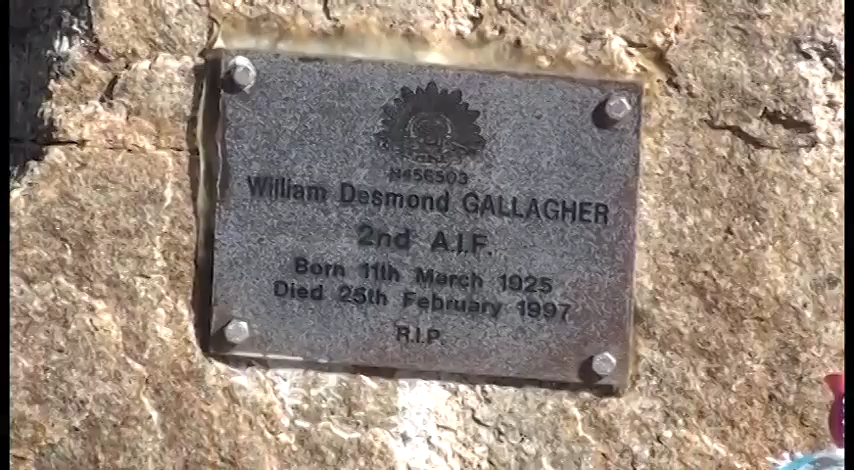 N456503
William Desmond GALLAGHER
2nd A.I.F.
Born 11th March 1925
Died 25th February 1997
R.I.P.